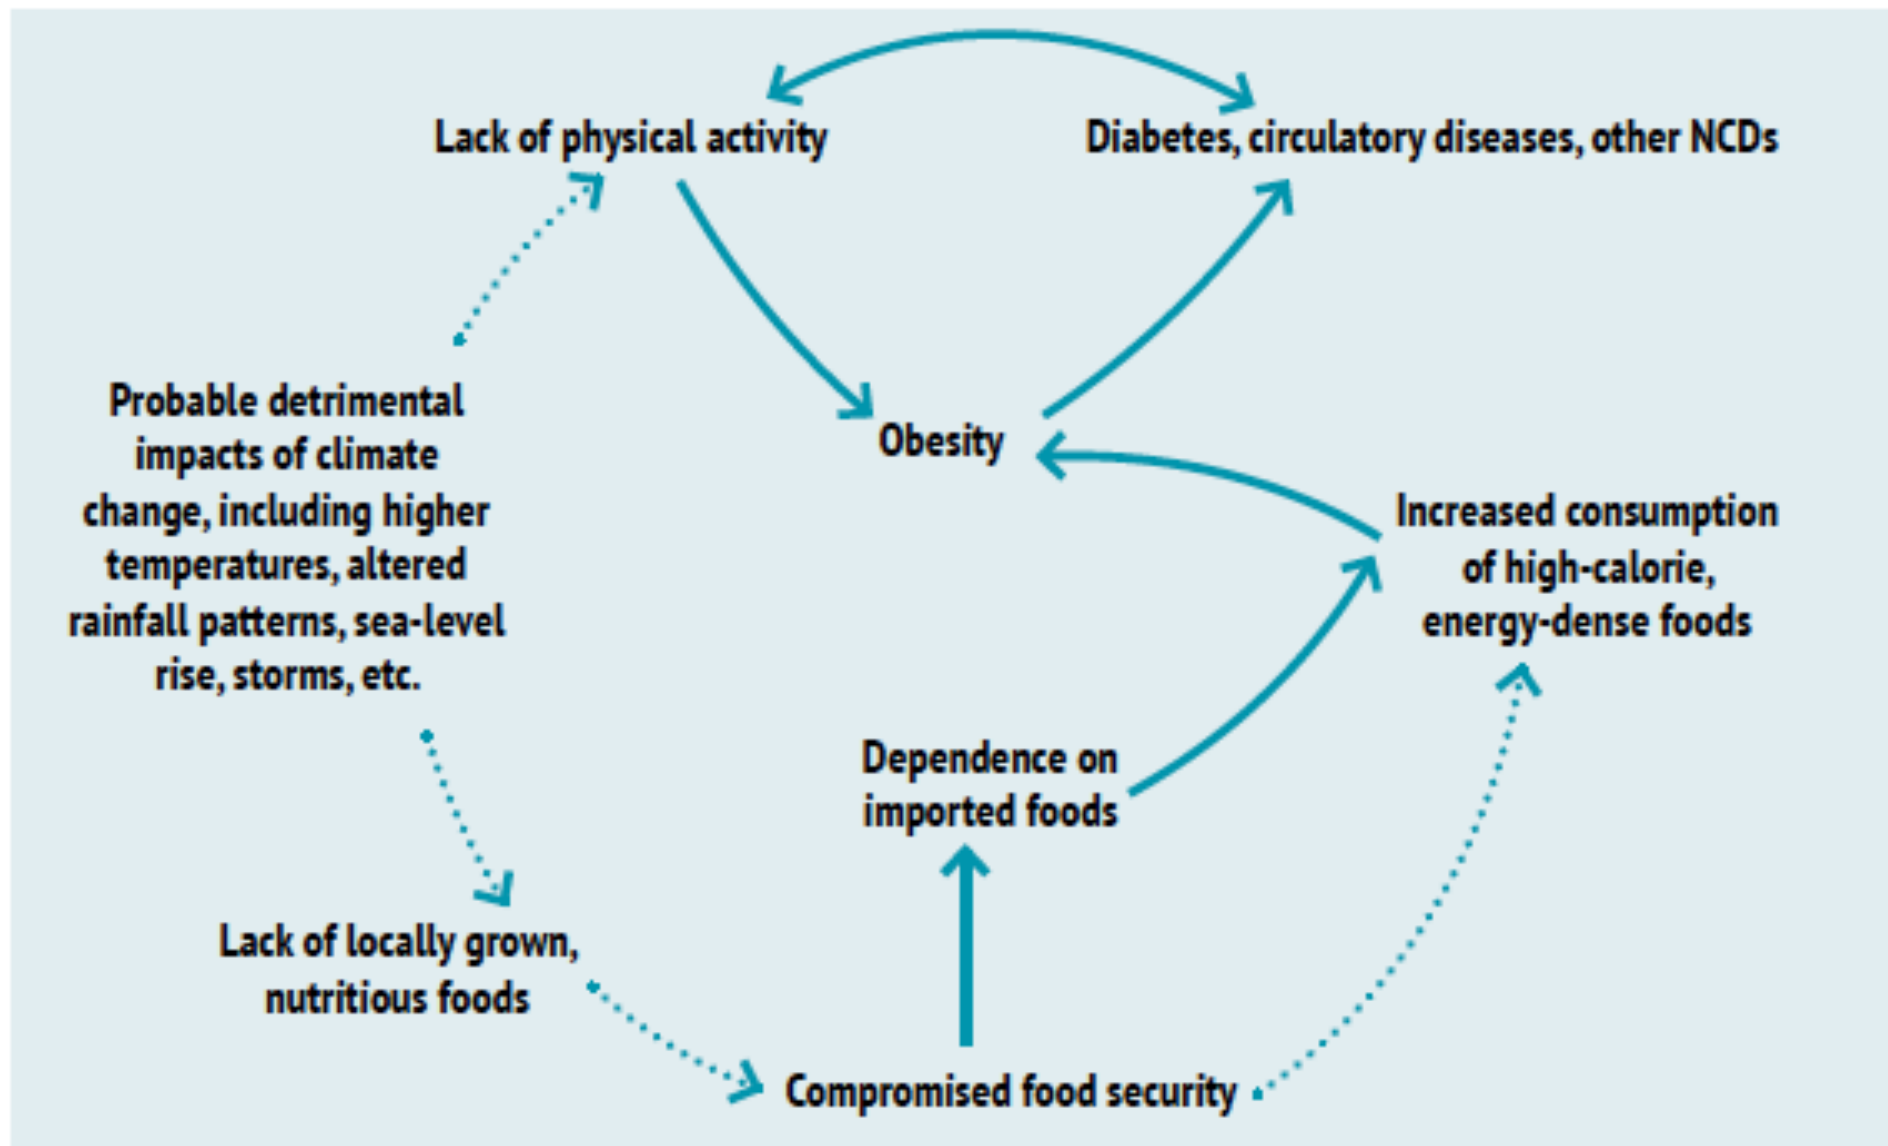 Lack of physical activity
Diabetes, circulatory diseases, other NCDs
Probable detrimental
impacts of climate
change, including higher
temperatures, altered
rainfall patterns, sea-level
rise, storms, etc.
Obesity
Increased consumption
of high-calorie,
energy-dense foods
Dependence on
imported foods
Lack of locally grown,
nutritious foods
Compromised food security